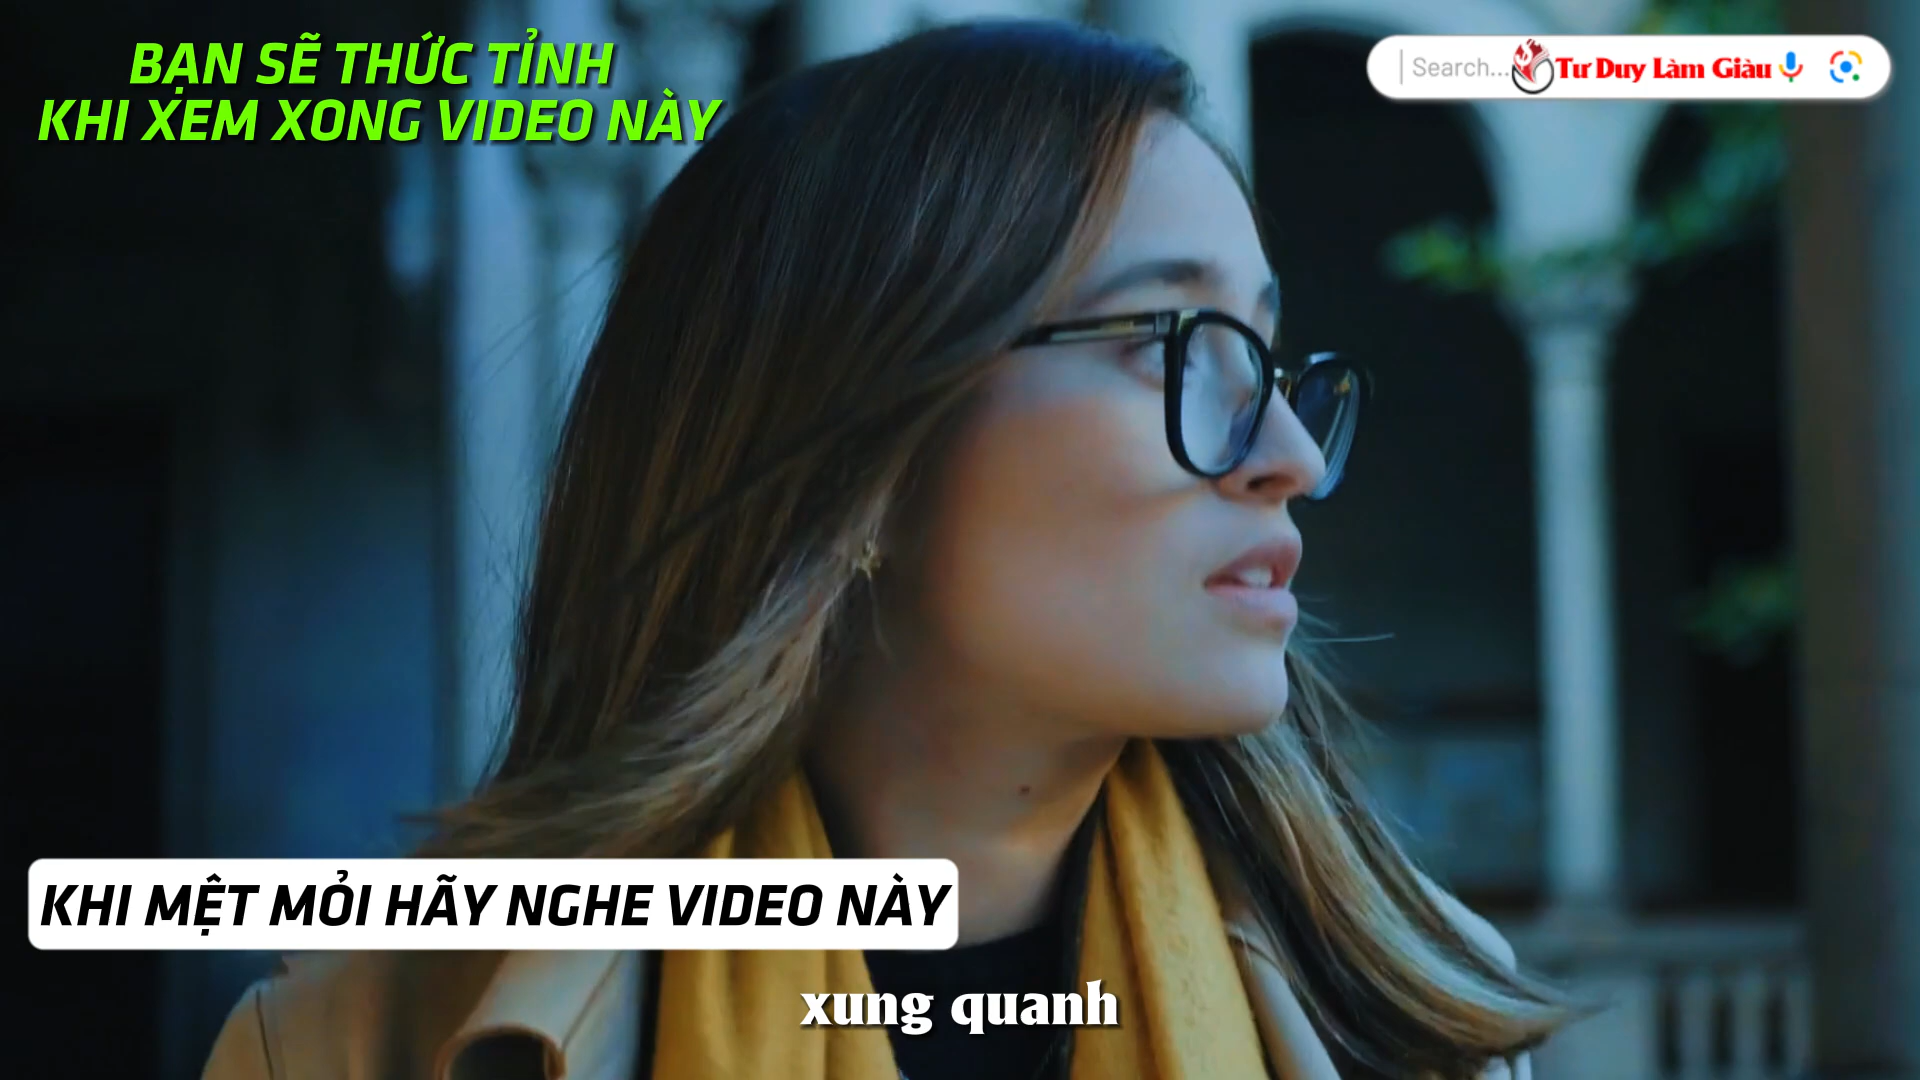 BẠN SẼ THỨC TỈNH
KHI XEM XONG VIDEO NÀY
Search... Tư Duy Làm Giàu
KHI MỆT MỎI HÃY NGHE VIDEO NÀY
xung quanh